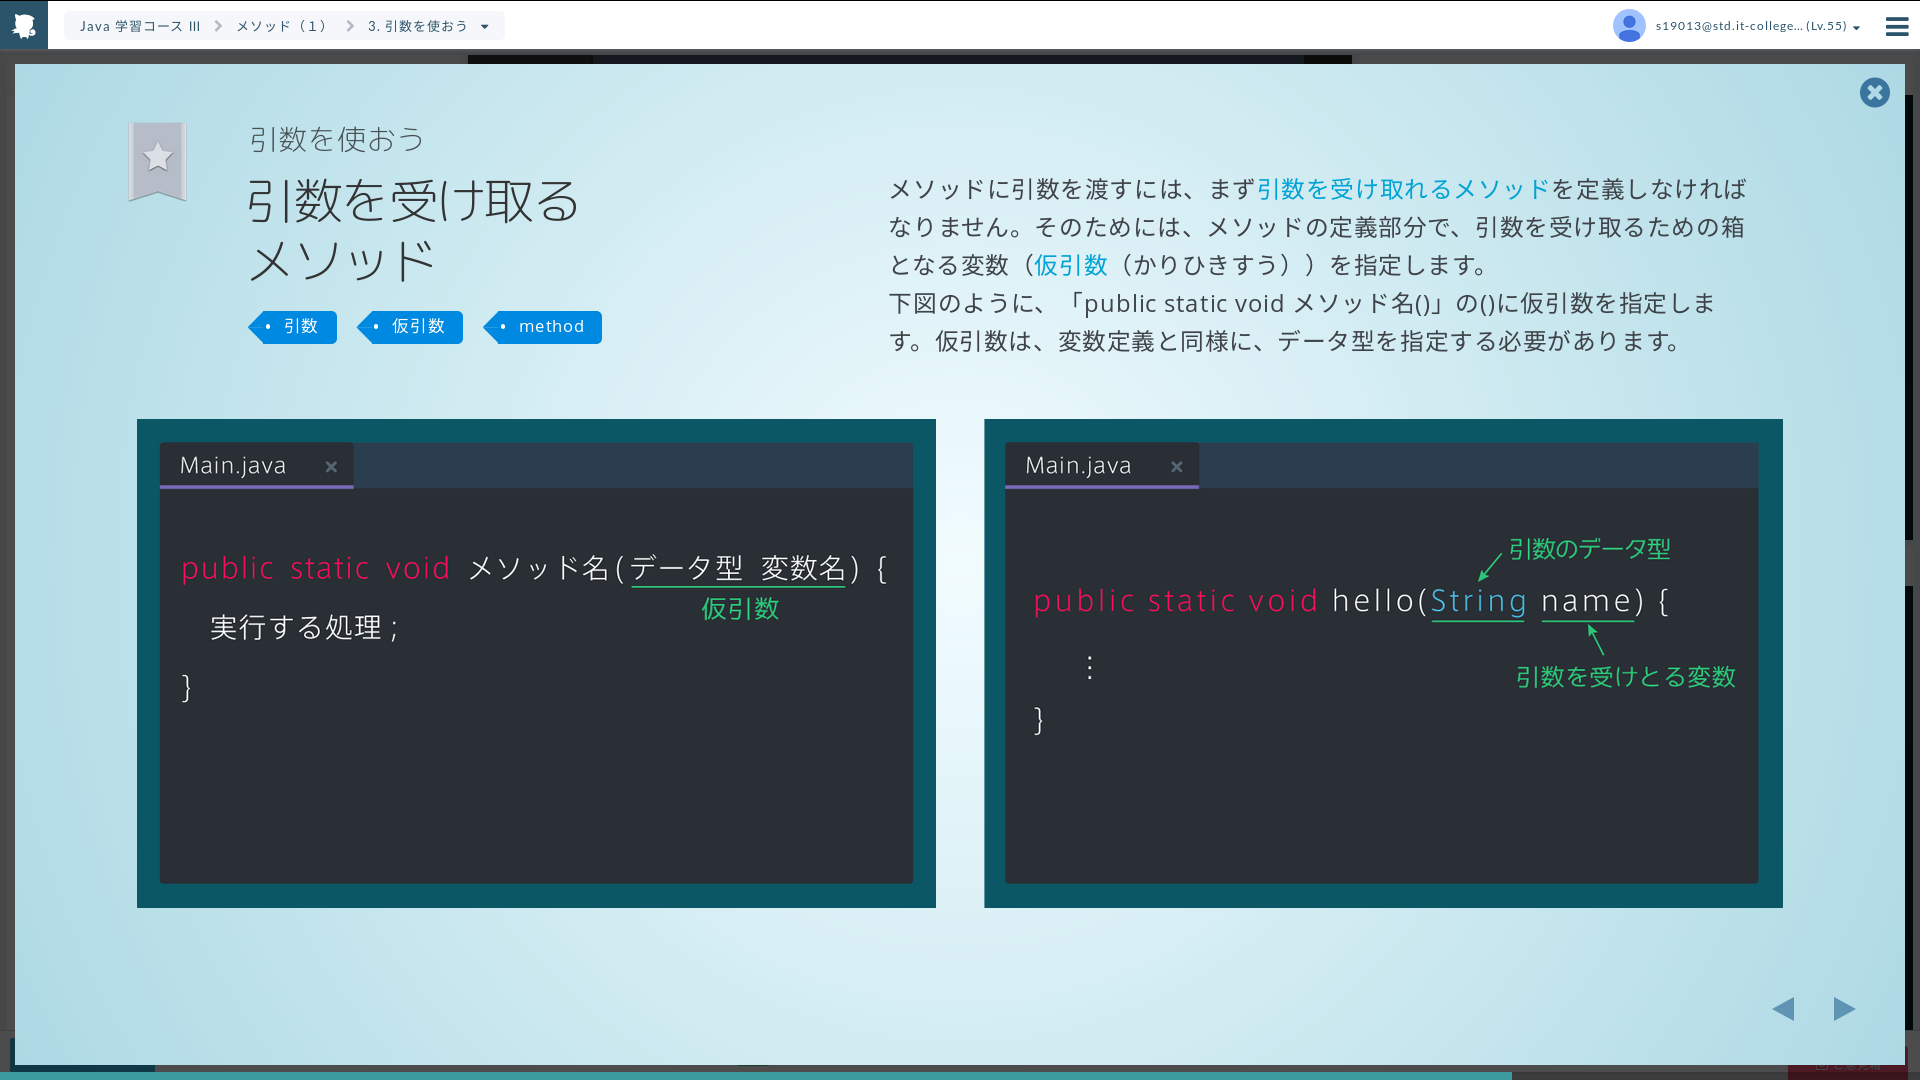 Java 学習コース III
メソッド（１）
3. 引数を使おう
s19013@std.it-college... (Lv.55)
引数を使おう
引数を受け取る
メソッド
引数
仮引数
method
メソッドに引数を渡すには、まず引数を受け取れるメソッドを定義しなければ
なりません。そのためには、メソッドの定義部分で、引数を受け取るための箱
となる変数（仮引数（かりひきすう））を指定します。
下図のように、「public static void メソッド名()」の()に仮引数を指定しま
す。仮引数は、変数定義と同様に、データ型を指定する必要があります。
Main.java
public static void メソッド名(データ型 変数名) {
仮引数
実行する処理 ;
}
Main.java
引数のデータ型
public static void hello(String name) {
⋮
引数を受けとる変数
}